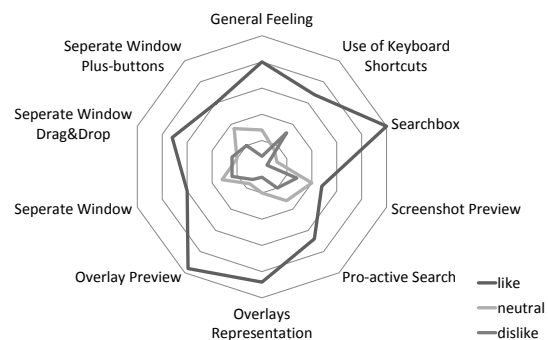 General Feeling
Use of Keyboard
Shortcuts
Searchbox
Screenshot Preview
Pro-active Search
Overlays
Representation
Overlay Preview
Seperate Window
Seperate Window
Drag&Drop
Seperate Window
Plus-buttons
like
neutral
dislike